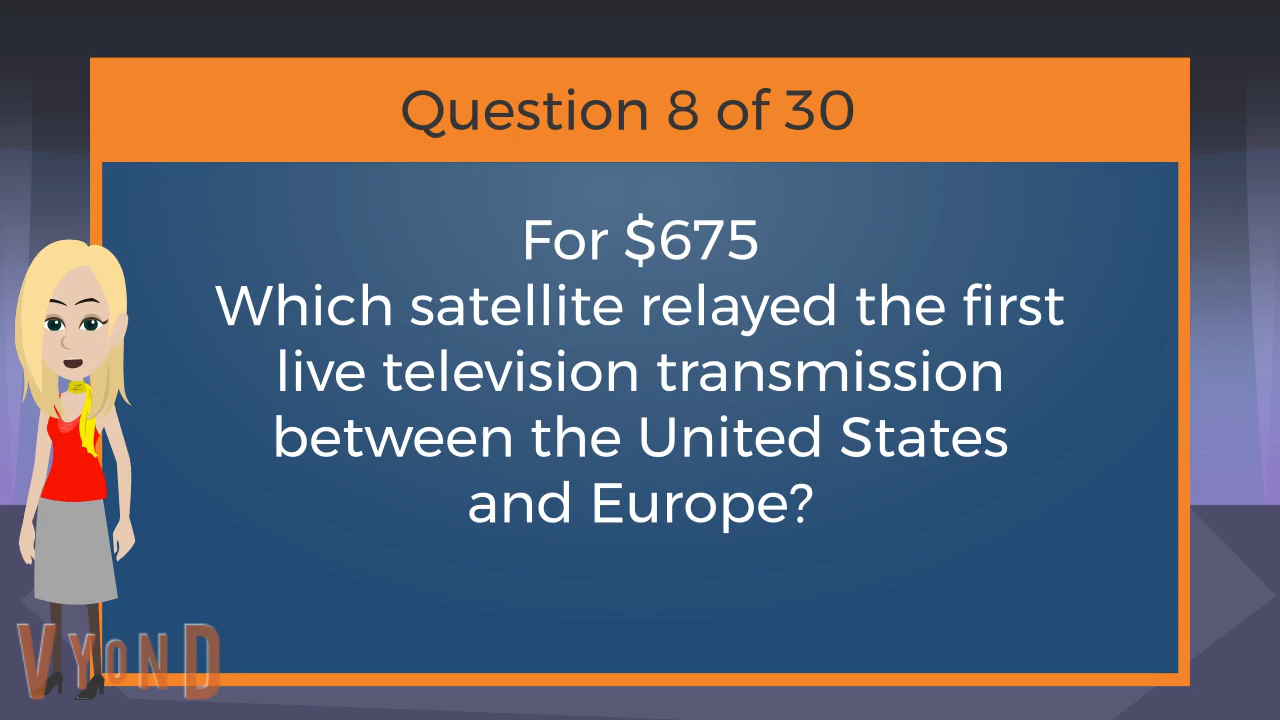 Question 8 of 30
For $675
Which satellite relayed the first
live television transmission
between the United States
and Europe?
VYOND